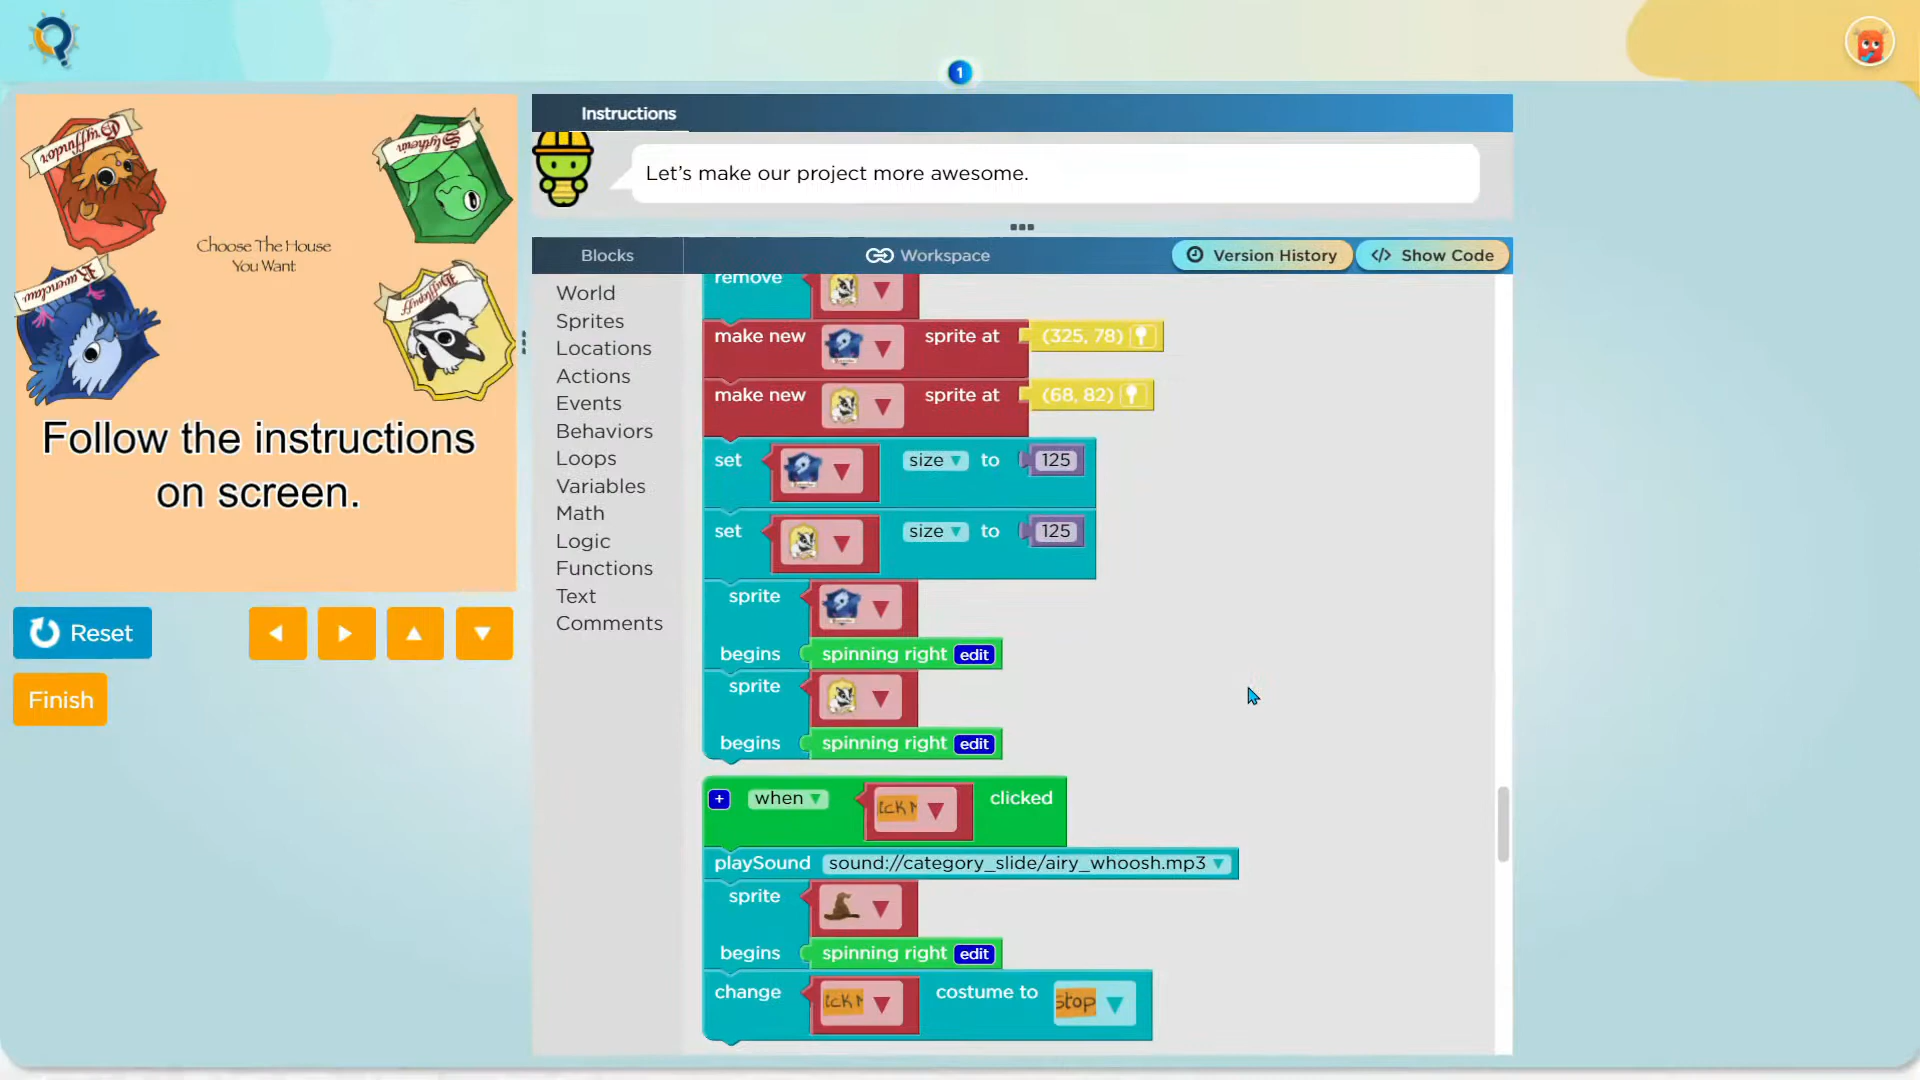 1
Gryffindor
Slytherin
Choose The House
You Want
Ravenclaw
Hufflepuff
Follow the instructions
on screen.
Reset
Finish
Instructions
Let's make our project more awesome.
Blocks
Workspace
Version History
Show Code
World
Sprites
Locations
Actions
Events
Behaviors
Loops
Variables
Math
Logic
Functions
Text
Comments
remove
make new sprite at (325, 78)
make new sprite at (68, 82)
set size to 125
set size to 125
sprite
begins spinning right edit
sprite
begins spinning right edit
+ when clicked
playSound sound://category_slide/airy_whoosh.mp3
sprite
begins spinning right edit
change costume to Stop